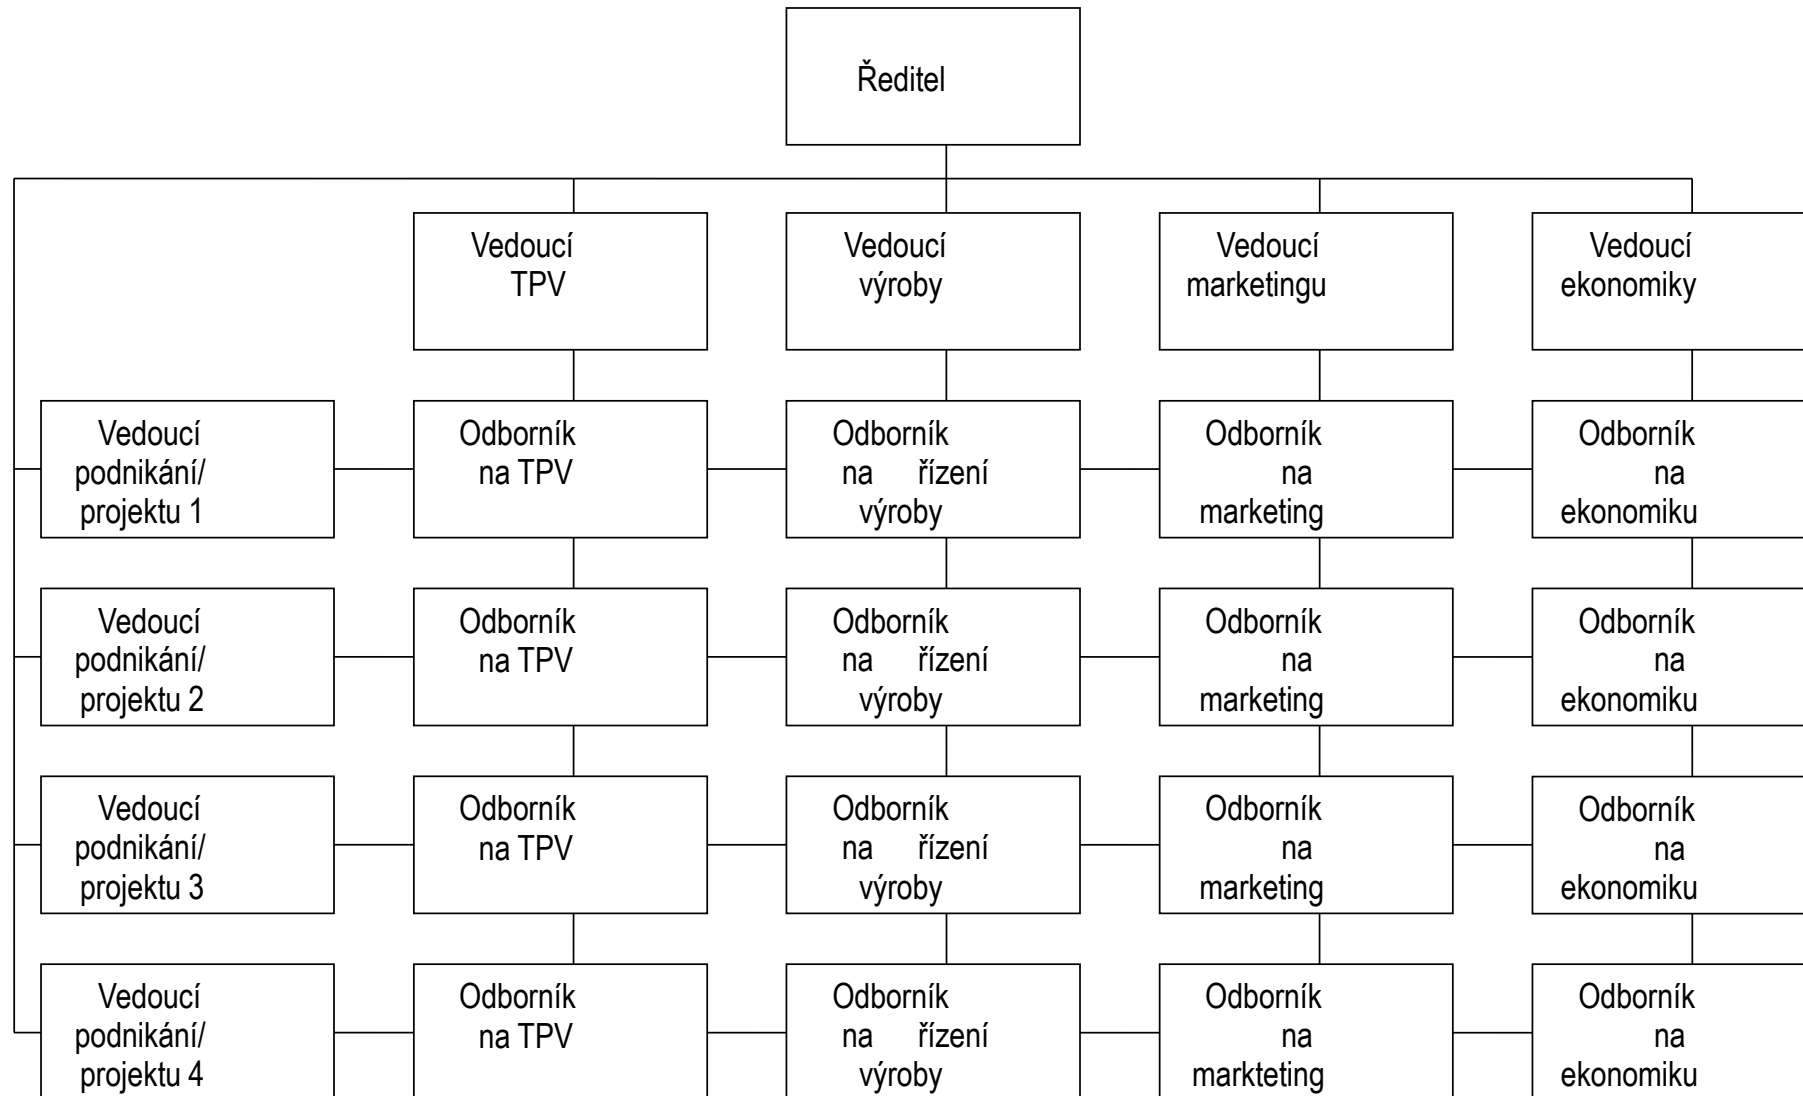 Ředitel
Vedoucí
TPV
Vedoucí
výroby
Vedoucí
marketingu
Vedoucí
ekonomiky
Vedoucí
podnikání/
projektu 1
Odborník
na TPV
Odborník
na řízení
výroby
Odborník
na
marketing
Odborník
na
ekonomiku
Vedoucí
podnikání/
projektu 2
Odborník
na TPV
Odborník
na řízení
výroby
Odborník
na
marketing
Odborník
na
ekonomiku
Vedoucí
podnikání/
projektu 3
Odborník
na TPV
Odborník
na řízení
výroby
Odborník
na
marketing
Odborník
na
ekonomiku
Vedoucí
podnikání/
projektu 4
Odborník
na TPV
Odborník
na řízení
výroby
Odborník
na
markteting
Odborník
na
ekonomiku